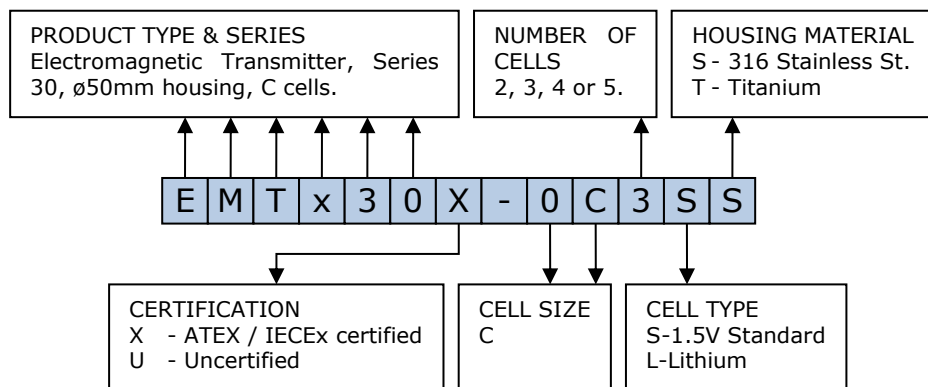 PRODUCT TYPE & SERIES
Electromagnetic Transmitter, Series
30, ø50mm housing, C cells.
NUMBER OF
CELLS
2, 3, 4 or 5.
HOUSING MATERIAL
S - 316 Stainless St.
T - Titanium
E M T x 3 0 X - 0 C 3 S S
CERTIFICATION
X - ATEX / IECEx certified
U - Uncertified
CELL SIZE
C
CELL TYPE
S-1.5V Standard
L-Lithium